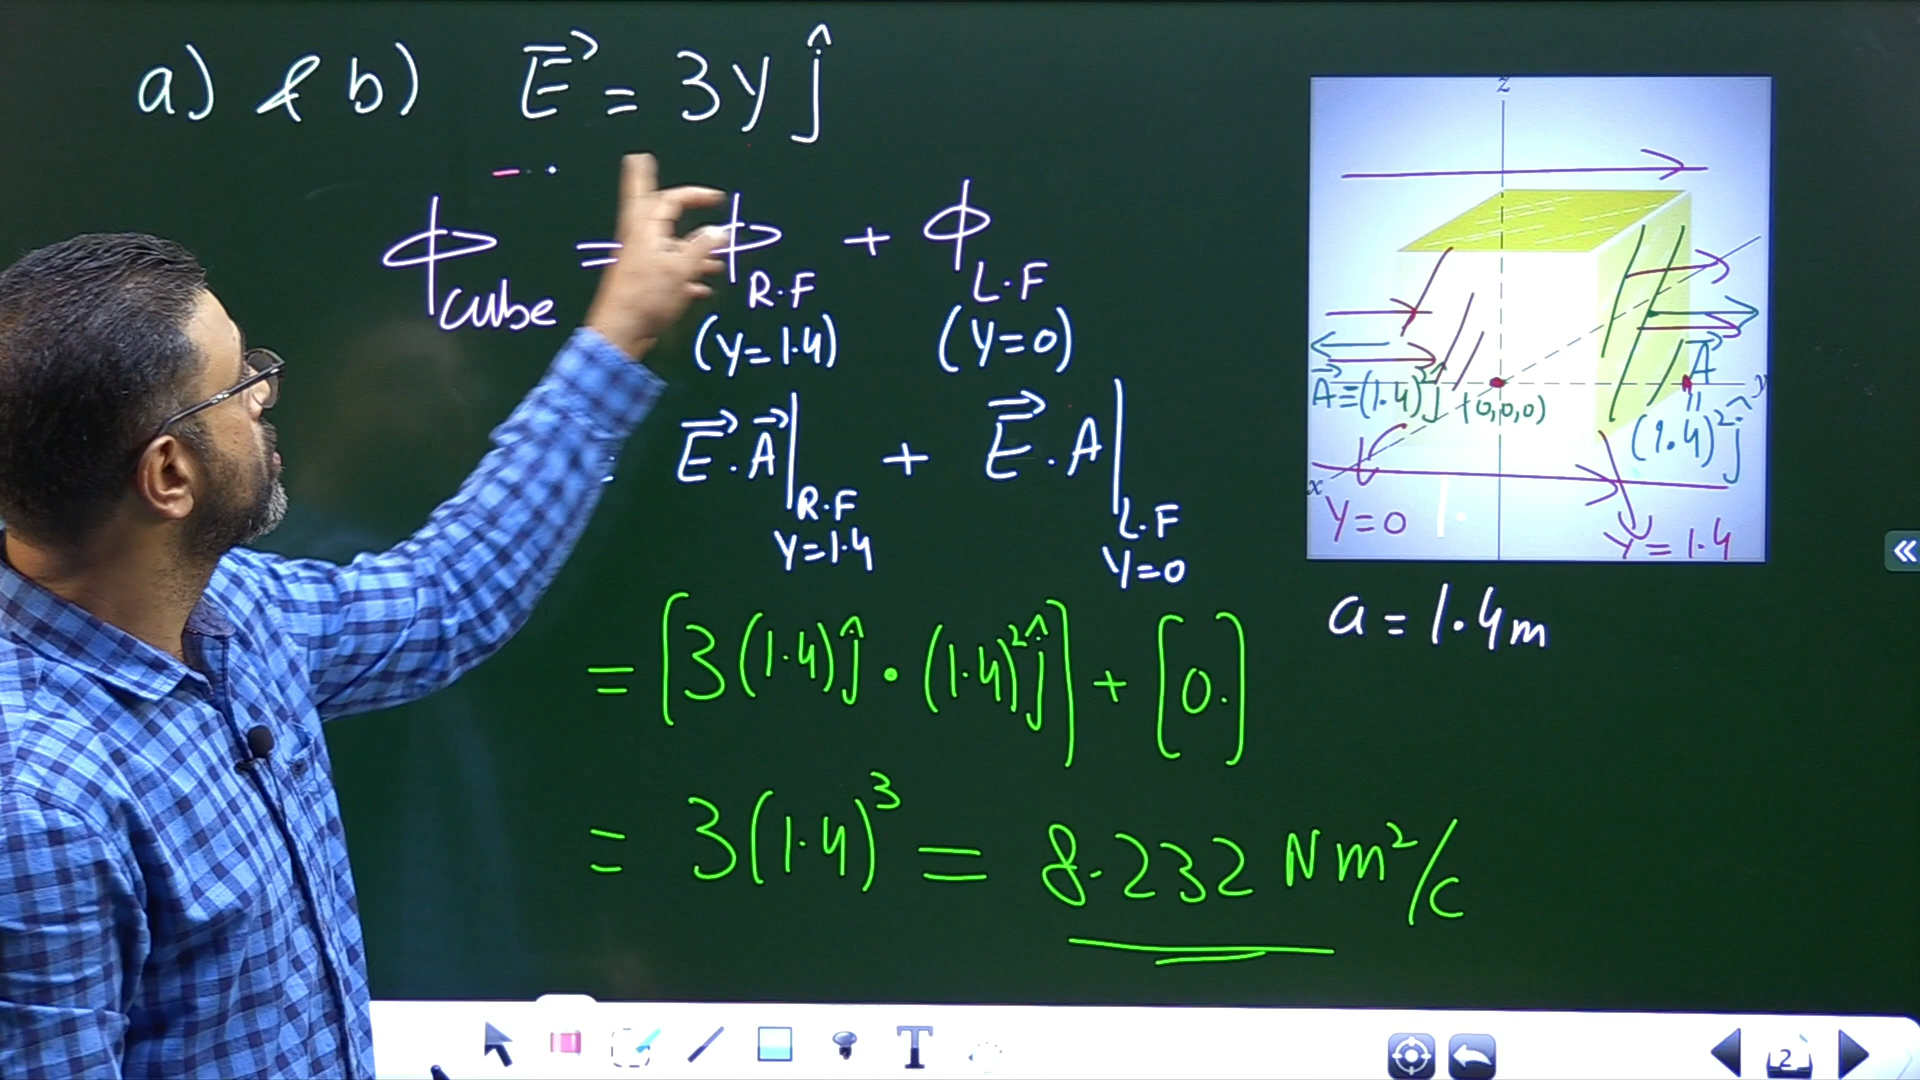 a) & b) E⃗ = 3y ĵ
ϕcube = ϕR.F + ϕL.F
(y=1.4) (y=0)
E⃗.A⃗|R.F y=1.4 + E⃗.A|L.F y=0
= [3(1.4)ĵ • (1.4)²ĵ] + [0.]
= 3(1.4)³ = 8.232 Nm²/c
z
A⃗
A⃗=(1.4)²ĵ
(0,0,0)
y
=
(1.4)²ĵ
x
y=0
y=1.4
a = 1.4m
T
2